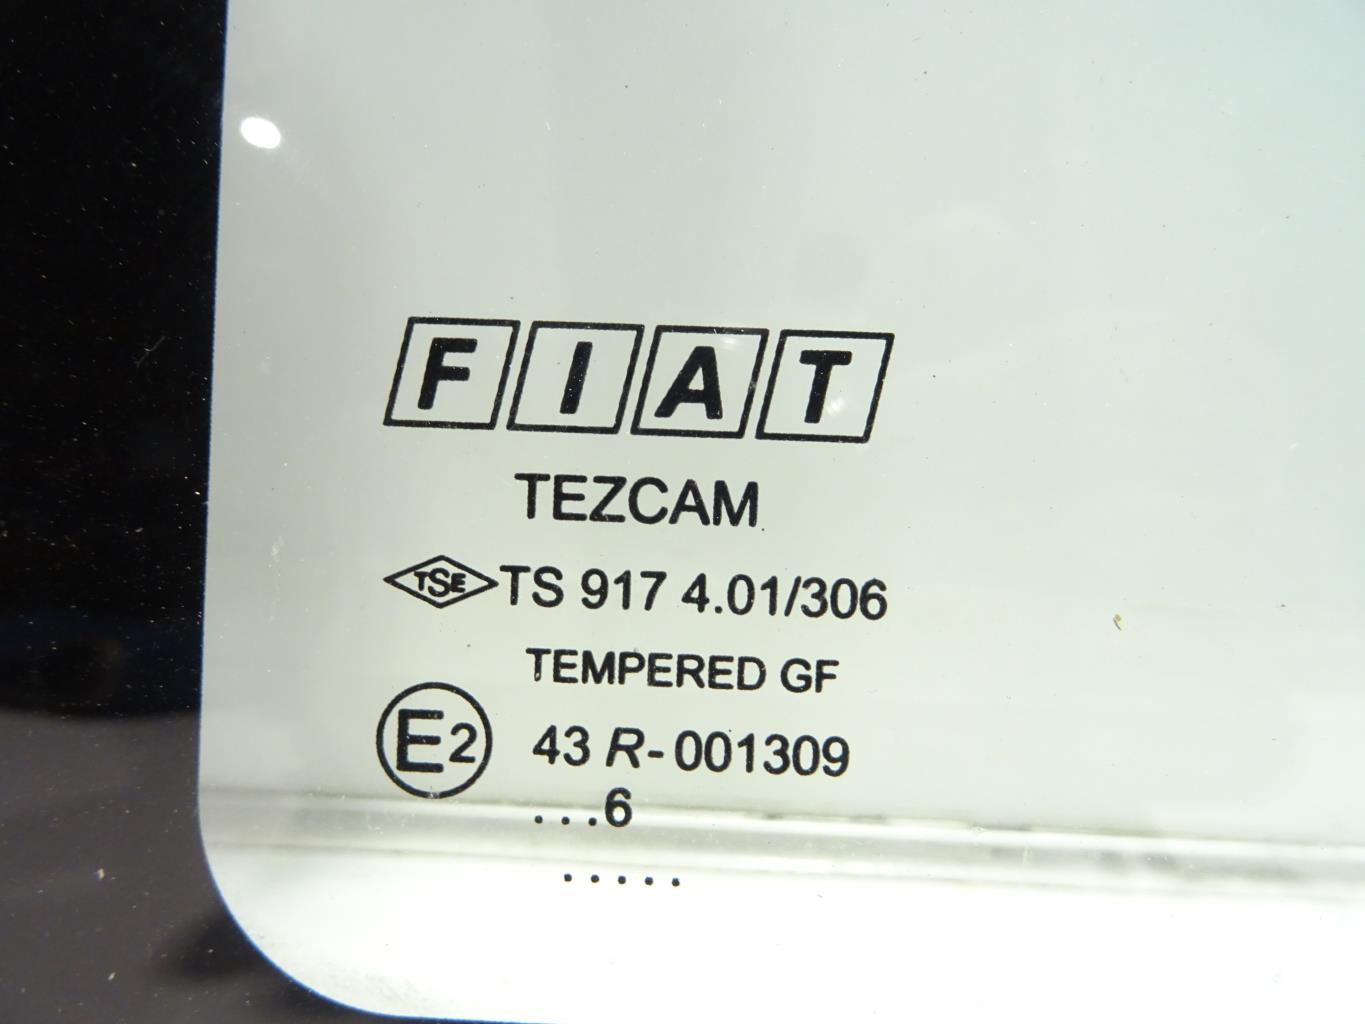 FIAT
TEZCAM
TSE TS 917 4.01/306
TEMPERED GF
E2 43 R-001309
...6
.....